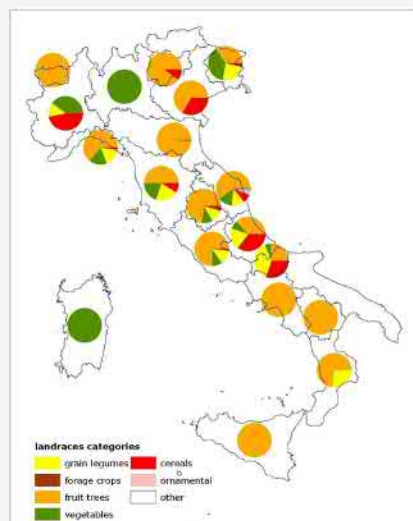 landraces categories
grain legumes cereals
forage crops ornamental
fruit trees other
vegetables